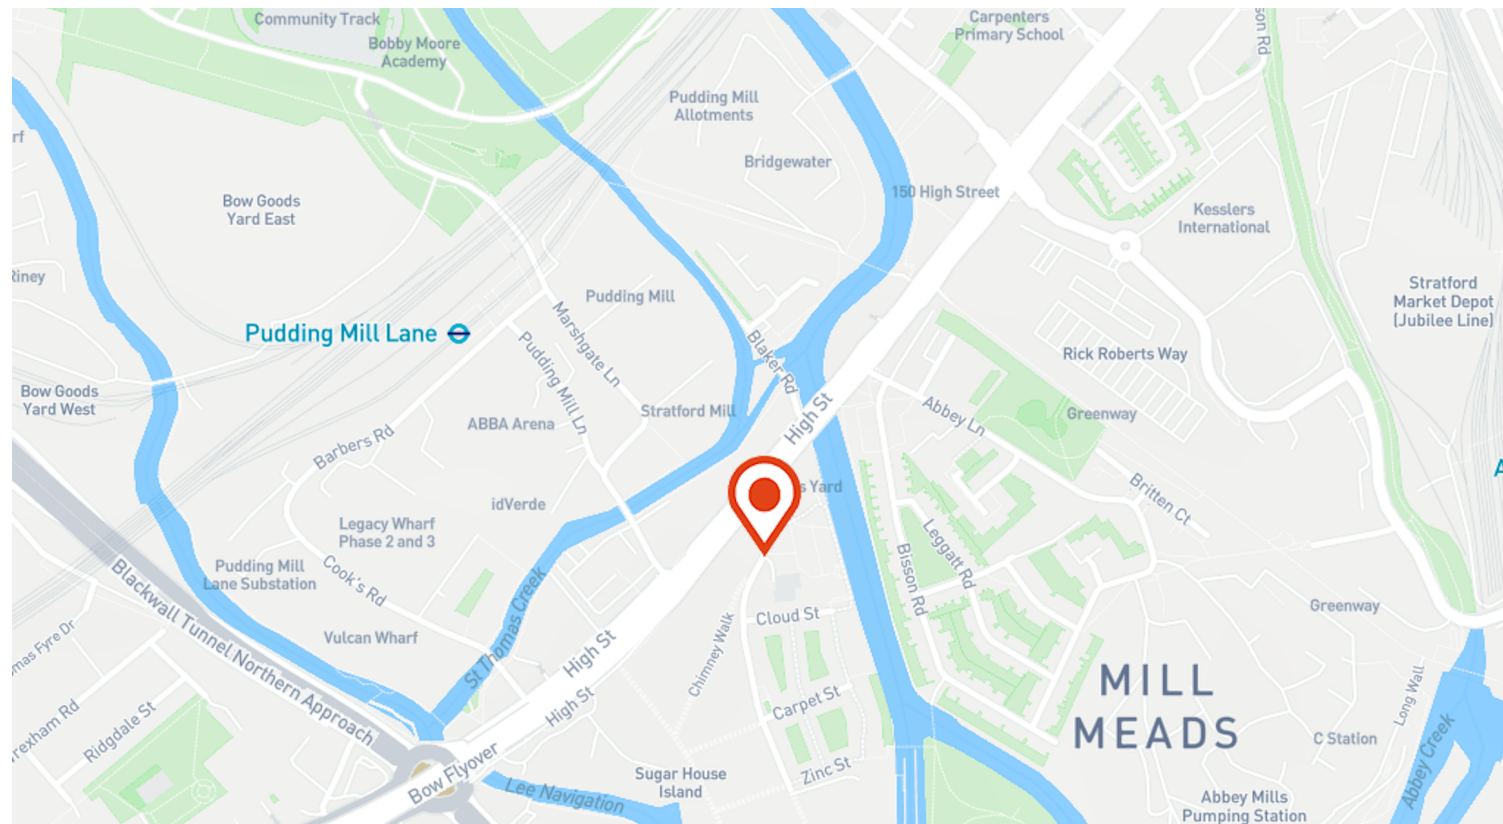 Community Track
Bobby Moore
Academy
Carpenters
Primary School
Pudding Mill
Allotments
Bridgewater
150 High Street
Bow Goods
Yard East
Kesslers
International
Pudding Mill
Stratford
Market Depot
(Jubilee Line)
Pudding Mill Lane
Marshgate Ln
Pudding Mill Ln
Blaker Rd
Rick Roberts Way
Bow Goods
Yard West
Stratford Mill
ABBA Arena
High St
Abbey Ln
Greenway
Barbers Rd
idVerde
Yard
Britten Ct
Legacy Wharf
Phase 2 and 3
Leggatt Rd
Bisson Rd
Pudding Mill
Lane Substation
Cook's Rd
Blackwall Tunnel Northern Approach
St Thomas Creek
Cloud St
Greenway
Vulcan Wharf
High St
Chimney Walk
High St
Carpet St
MILL
MEADS
Long Wall
Ridgdale St
C Station
Bow Flyover
Zinc St
Sugar House
Island
Lee Navigation
Abbey Creek
Abbey Mills
Pumping Station